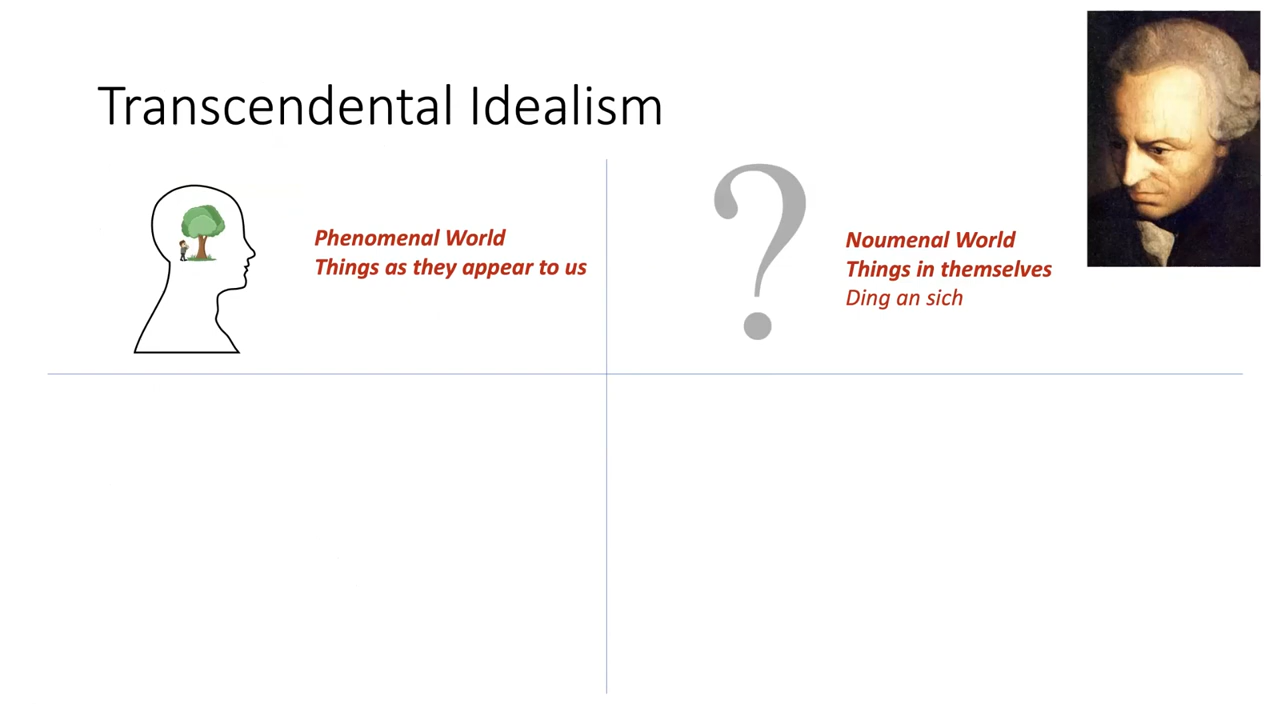 Transcendental Idealism
Phenomenal World
Things as they appear to us
?
Noumenal World
Things in themselves
Ding an sich